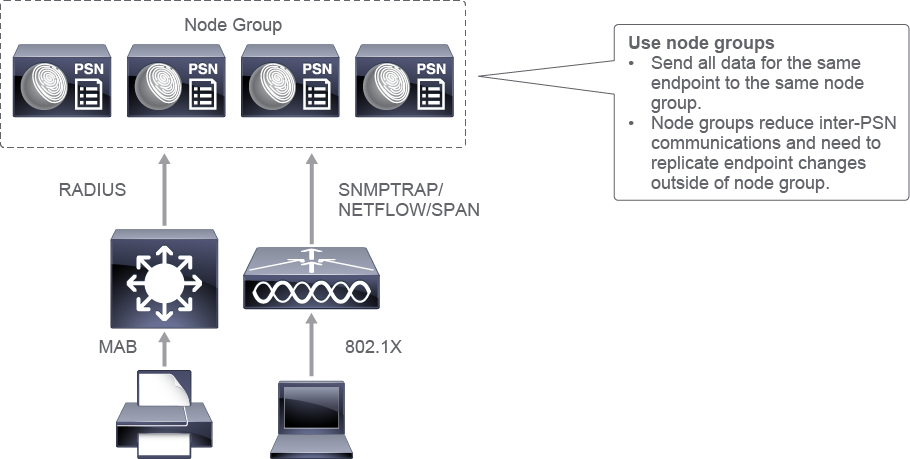 Node Group
PSN
PSN
PSN
PSN
Use node groups
• Send all data for the same
endpoint to the same node
group.
• Node groups reduce inter-PSN
communications and need to
replicate endpoint changes
outside of node group.
RADIUS
SNMPTRAP/
NETFLOW/SPAN
MAB
802.1X